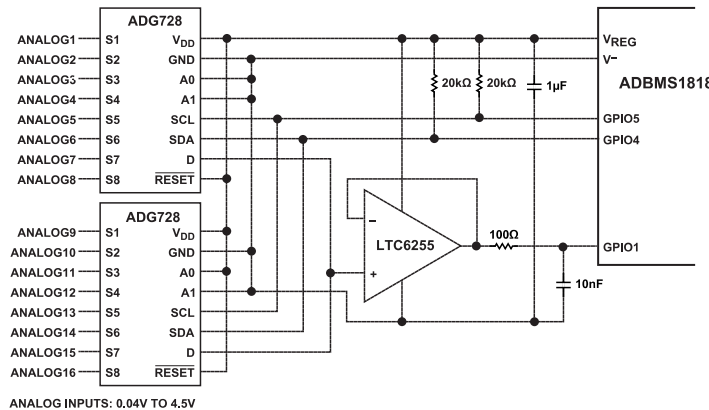 ADG728
ANALOG1 S1 VDD
ANALOG2 S2 GND
ANALOG3 S3 A0
ANALOG4 S4 A1
ANALOG5 S5 SCL
ANALOG6 S6 SDA
ANALOG7 S7 D
ANALOG8 S8 RESET
ADG728
ANALOG9 S1 VDD
ANALOG10 S2 GND
ANALOG11 S3 A0
ANALOG12 S4 A1
ANALOG13 S5 SCL
ANALOG14 S6 SDA
ANALOG15 S7 D
ANALOG16 S8 RESET
20kΩ 20kΩ 1µF
VREG
V–
ADBMS1818
GPIO5
GPIO4
GPIO1
–
LTC6255
+
100Ω
10nF
ANALOG INPUTS: 0.04V TO 4.5V